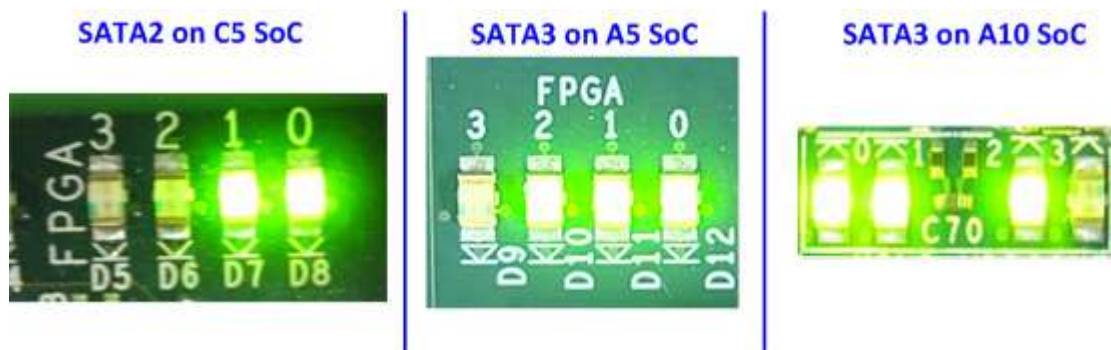 SATA2 on C5 SoC
FPGA
3 2 1 0
D5 D6 D7 D8
SATA3 on A5 SoC
FPGA
3 2 1 0
D9 D10 D11 D12
SATA3 on A10 SoC
0 1 2 3
C70